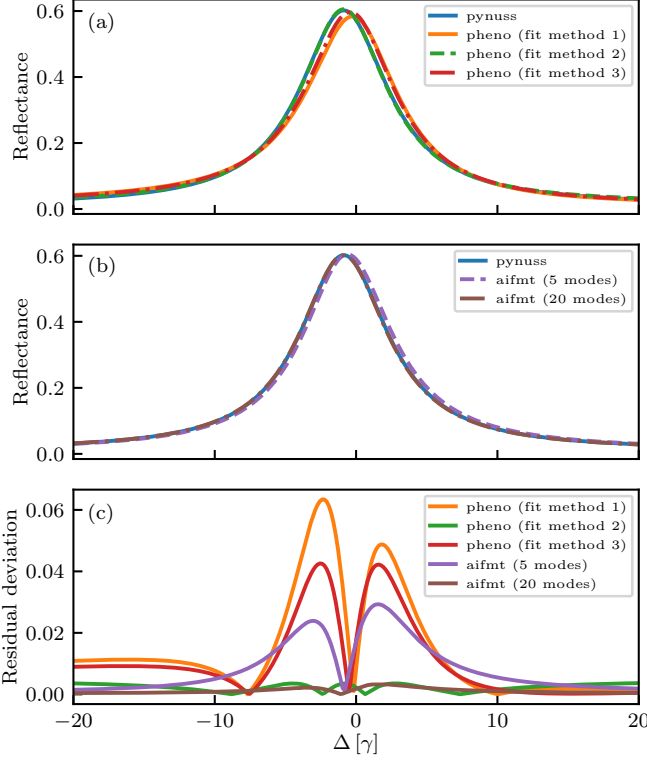 0.6
0.4
0.2
0.0
Reflectance
(a)
pynuss
pheno (fit method 1)
pheno (fit method 2)
pheno (fit method 3)
0.6
0.4
0.2
0.0
Reflectance
(b)
pynuss
aifmt (5 modes)
aifmt (20 modes)
0.06
0.04
0.02
0.00
Residual deviation
(c)
pheno (fit method 1)
pheno (fit method 2)
pheno (fit method 3)
aifmt (5 modes)
aifmt (20 modes)
−20 −10 0 10 20
Δ [γ]